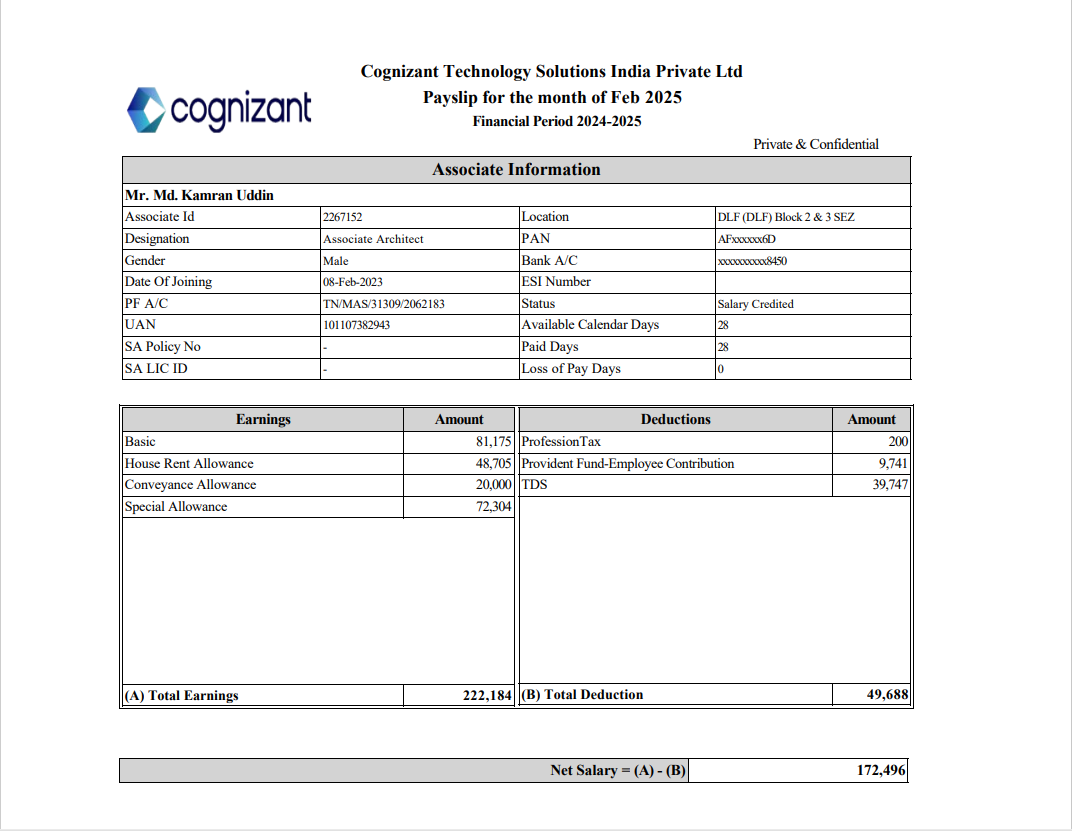 cognizant
Cognizant Technology Solutions India Private Ltd
Payslip for the month of Feb 2025
Financial Period 2024-2025
Private & Confidential
Associate Information
Mr. Md. Kamran Uddin
Associate Id 2267152 Location DLF (DLF) Block 2 & 3 SEZ
Designation Associate Architect PAN AFxxxxxx6D
Gender Male Bank A/C xxxxxxxxxx8450
Date Of Joining 08-Feb-2023 ESI Number
PF A/C TN/MAS/31309/2062183 Status Salary Credited
UAN 101107382943 Available Calendar Days 28
SA Policy No - Paid Days 28
SA LIC ID - Loss of Pay Days 0
Earnings Amount Deductions Amount
Basic 81,175 ProfessionTax 200
House Rent Allowance 48,705 Provident Fund-Employee Contribution 9,741
Conveyance Allowance 20,000 TDS 39,747
Special Allowance 72,304
(A) Total Earnings 222,184 (B) Total Deduction 49,688
Net Salary = (A) - (B) 172,496